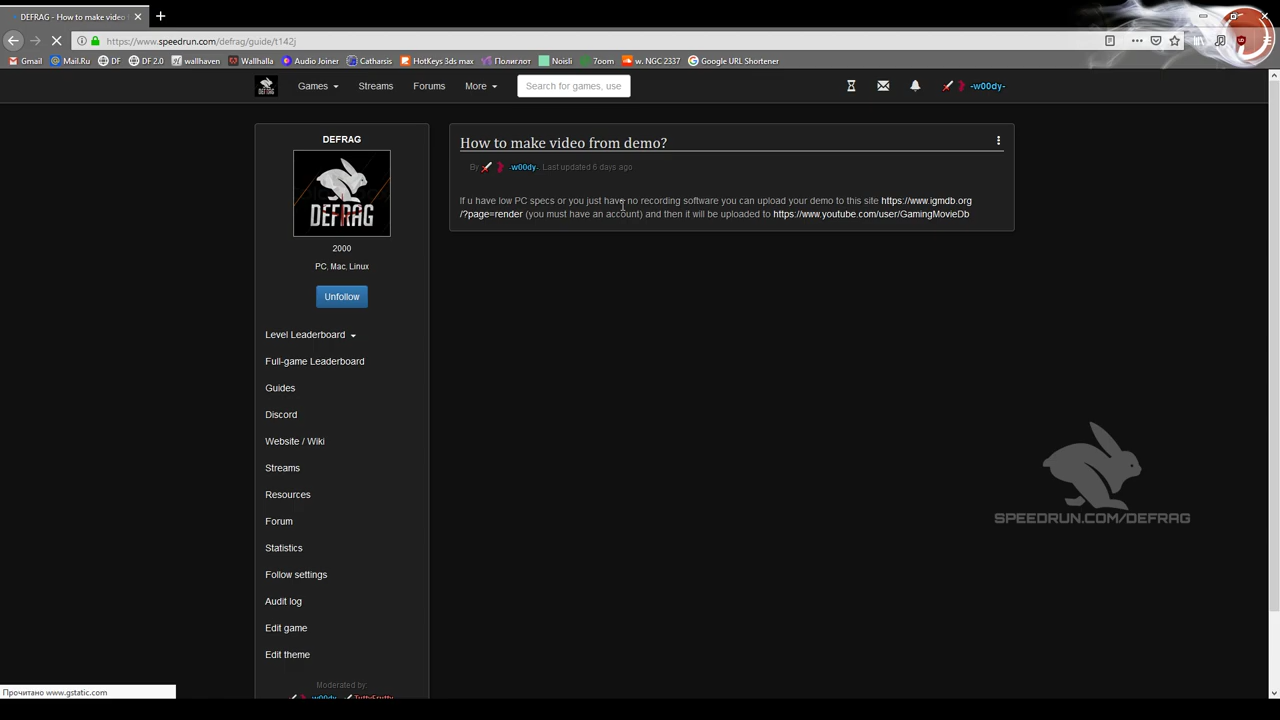 DEFRAG - How to make video
https://www.speedrun.com/defrag/guide/t142j
Gmail Mail.Ru DF DF 2.0 wallhaven Wallhalla Audio Joiner Catharsis HotKeys 3ds max Полиглот Noisli 7oom w. NGC 2337 Google URL Shortener
Games Streams Forums More Search for games, use -w00dy-
DEFRAG
DEFRAG
2000
PC, Mac, Linux
Unfollow
Level Leaderboard
Full-game Leaderboard
Guides
Discord
Website / Wiki
Streams
Resources
Forum
Statistics
Follow settings
Audit log
Edit game
Edit theme
Moderated by:
-w00dy- TuttyFrutty
How to make video from demo?
By -w00dy- Last updated 6 days ago
If u have low PC specs or you just have no recording software you can upload your demo to this site https://www.igmdb.org
/?page=render (you must have an account) and then it will be uploaded to https://www.youtube.com/user/GamingMovieDb
SPEEDRUN.COM/DEFRAG
Прочитано www.gstatic.com